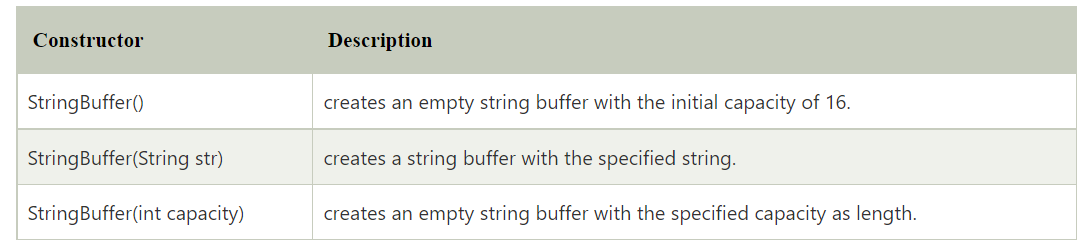 Constructor Description
StringBuffer() creates an empty string buffer with the initial capacity of 16.
StringBuffer(String str) creates a string buffer with the specified string.
StringBuffer(int capacity) creates an empty string buffer with the specified capacity as length.